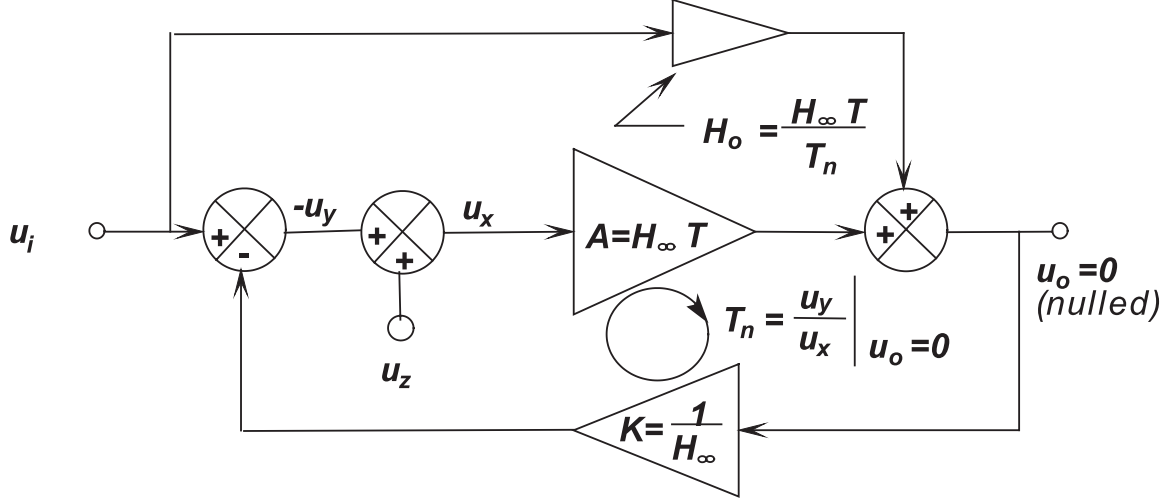 H_o = H_∞ T / T_n
-u_y
u_x
u_i
+
-
+
+
A=H_∞ T
+
+
u_o =0
(nulled)
T_n = u_y / u_x | u_o =0
u_z
K= 1 / H_∞